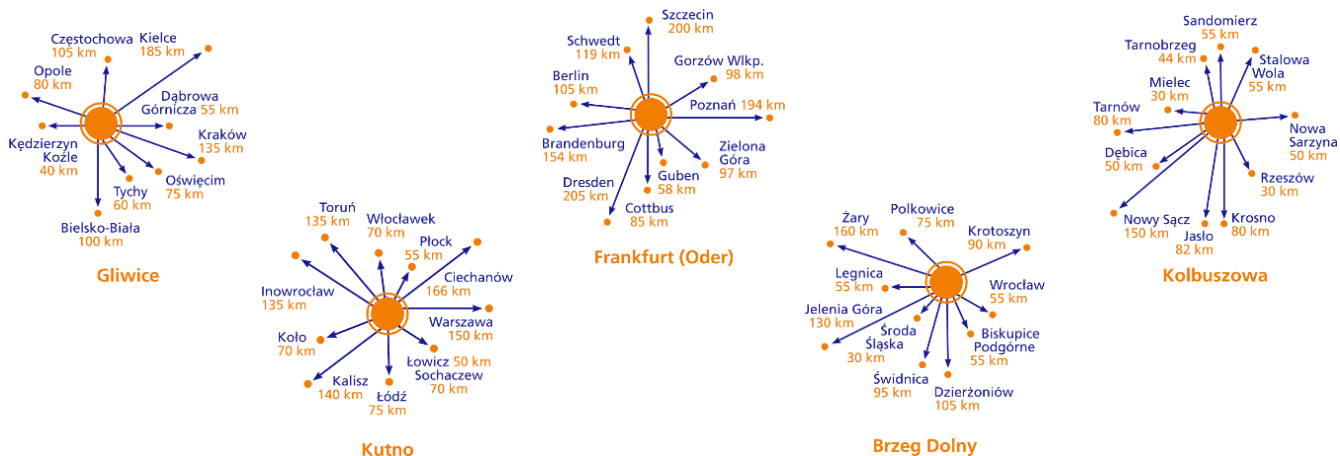 Częstochowa
105 km
Kielce
185 km
Opole
80 km
Dąbrowa
Górnicza 55 km
Kędzierzyn
Koźle
40 km
Kraków
135 km
Oświęcim
75 km
Tychy
60 km
Bielsko-Biała
100 km
Gliwice
Toruń
135 km
Włocławek
70 km
Płock
55 km
Ciechanów
166 km
Inowrocław
135 km
Warszawa
150 km
Koło
70 km
Łowicz 50 km
Sochaczew
70 km
Kalisz
140 km
Łódź
75 km
Kutno
Szczecin
200 km
Schwedt
119 km
Gorzów Wlkp.
98 km
Berlin
105 km
Poznań 194 km
Brandenburg
154 km
Zielona
Góra
97 km
Guben
58 km
Dresden
205 km
Cottbus
85 km
Frankfurt (Oder)
Żary
160 km
Polkowice
75 km
Krotoszyn
90 km
Legnica
55 km
Wrocław
55 km
Jelenia Góra
130 km
Środa
Śląska
30 km
Biskupice
Podgórne
55 km
Świdnica
95 km
Dzierżoniów
105 km
Brzeg Dolny
Sandomierz
55 km
Tarnobrzeg
44 km
Stalowa
Wola
55 km
Mielec
30 km
Tarnów
80 km
Nowa
Sarzyna
50 km
Dębica
50 km
Rzeszów
30 km
Nowy Sącz
150 km
Jasło
82 km
Krosno
80 km
Kolbuszowa